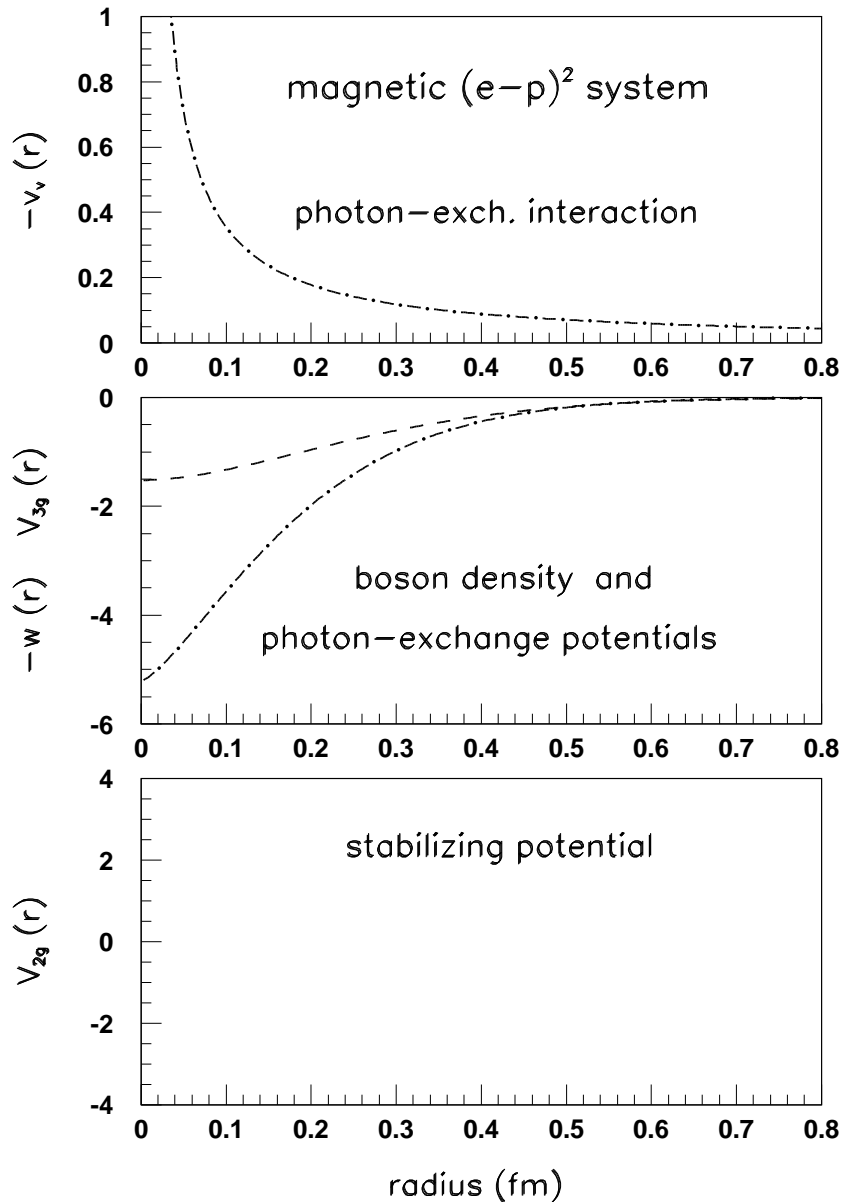 1
0.8
0.6
0.4
0.2
0
−vᵥ (r)
magnetic (e−p)² system
photon−exch. interaction
0 0.1 0.2 0.3 0.4 0.5 0.6 0.7 0.8
0
-2
-4
-6
−w (r) V₃g (r)
boson density and
photon−exchange potentials
0 0.1 0.2 0.3 0.4 0.5 0.6 0.7 0.8
4
2
0
-2
-4
V₂g (r)
stabilizing potential
0 0.1 0.2 0.3 0.4 0.5 0.6 0.7 0.8
radius (fm)